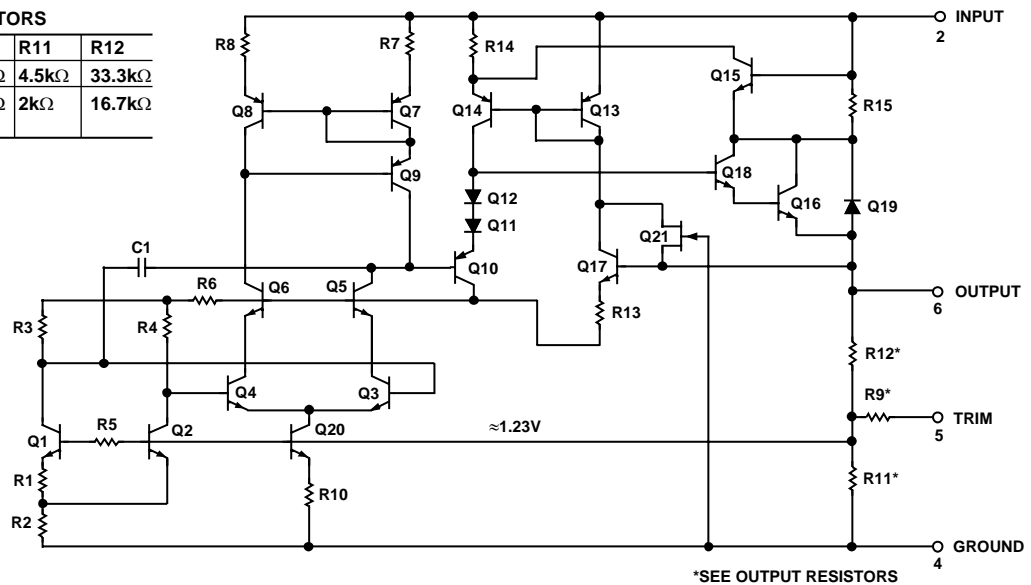 TORS
R11 R12
Ω 4.5kΩ 33.3kΩ
Ω 2kΩ 16.7kΩ
INPUT
2
R8 R7 R14
Q15
R15
Q8 Q7 Q14 Q13
Q9 Q18
Q12 Q16 Q19
Q11 Q21
C1
Q10 Q17
R6 Q6 Q5
OUTPUT
6
R3 R4 R13
R12*
Q4 Q3 R9*
TRIM
5
Q1 R5 Q2 Q20 ≈1.23V
R1 R11*
R10
R2
GROUND
4
*SEE OUTPUT RESISTORS